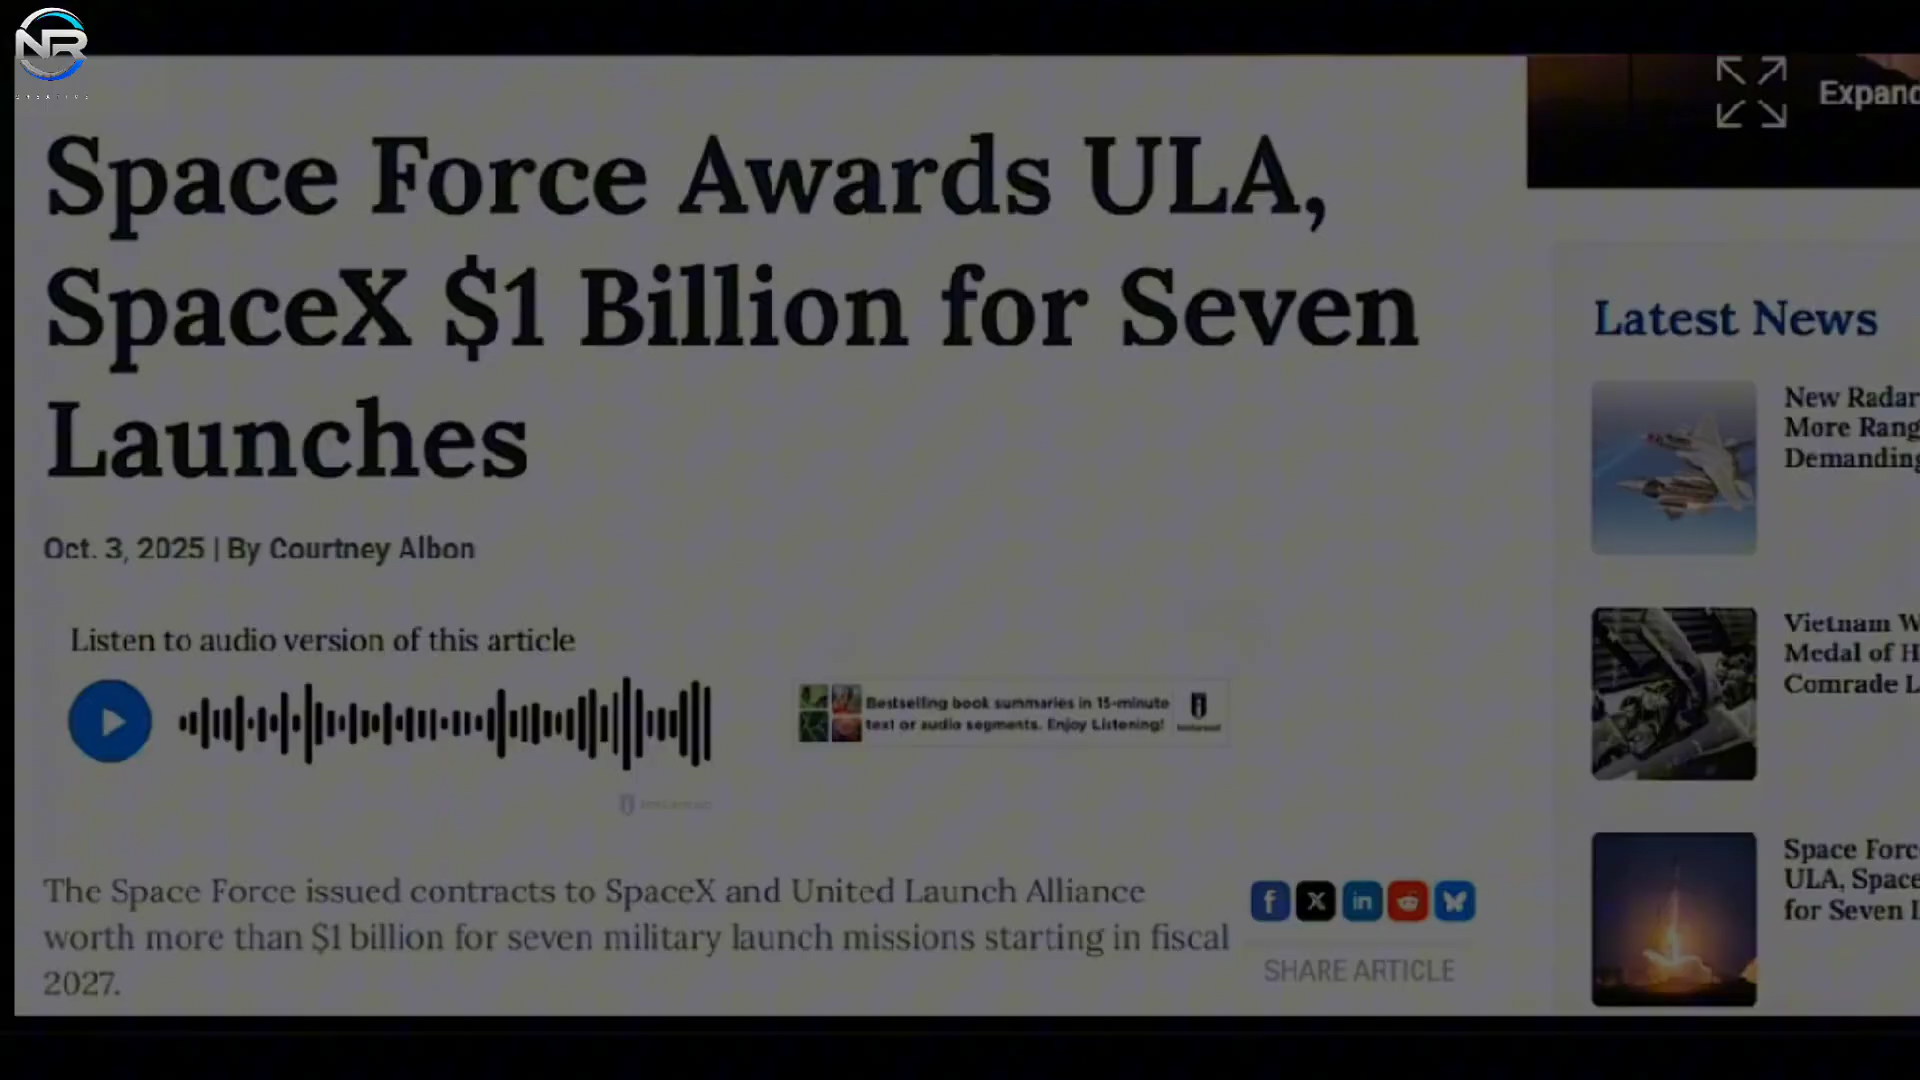 NR
CREATIVE
Expand
Space Force Awards ULA,
SpaceX $1 Billion for Seven
Launches
Oct. 3, 2025 | By Courtney Albon
Listen to audio version of this article
Bestselling book summaries in 15-minute
text or audio segments. Enjoy Listening!
The Space Force issued contracts to SpaceX and United Launch Alliance
worth more than $1 billion for seven military launch missions starting in fiscal
2027.
SHARE ARTICLE
Latest News
New Radar
More Rang
Demanding
Vietnam W
Medal of H
Comrade L
Space Forc
ULA, Space
for Seven L